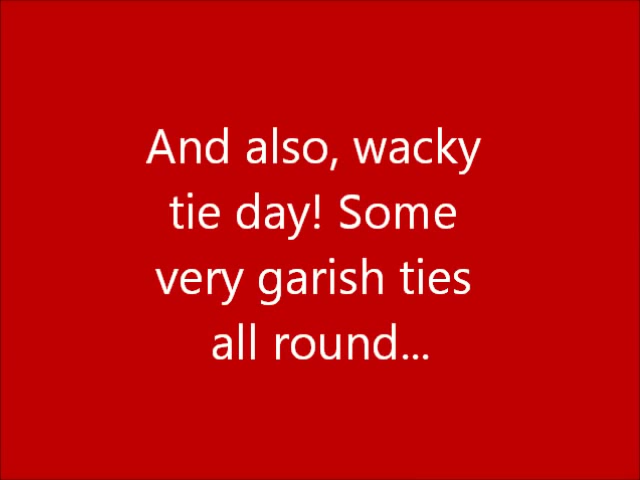 And also, wacky
tie day! Some
very garish ties
all round...